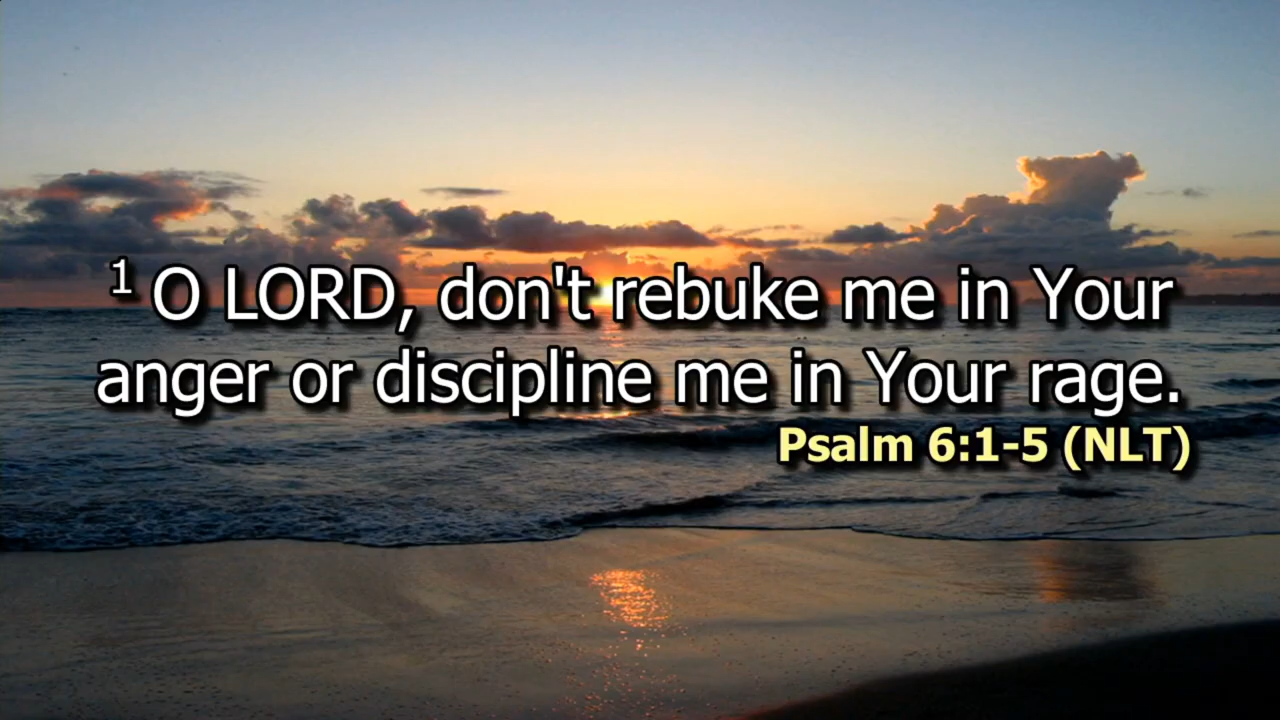 1 O LORD, don't rebuke me in Your
anger or discipline me in Your rage.
Psalm 6:1-5 (NLT)